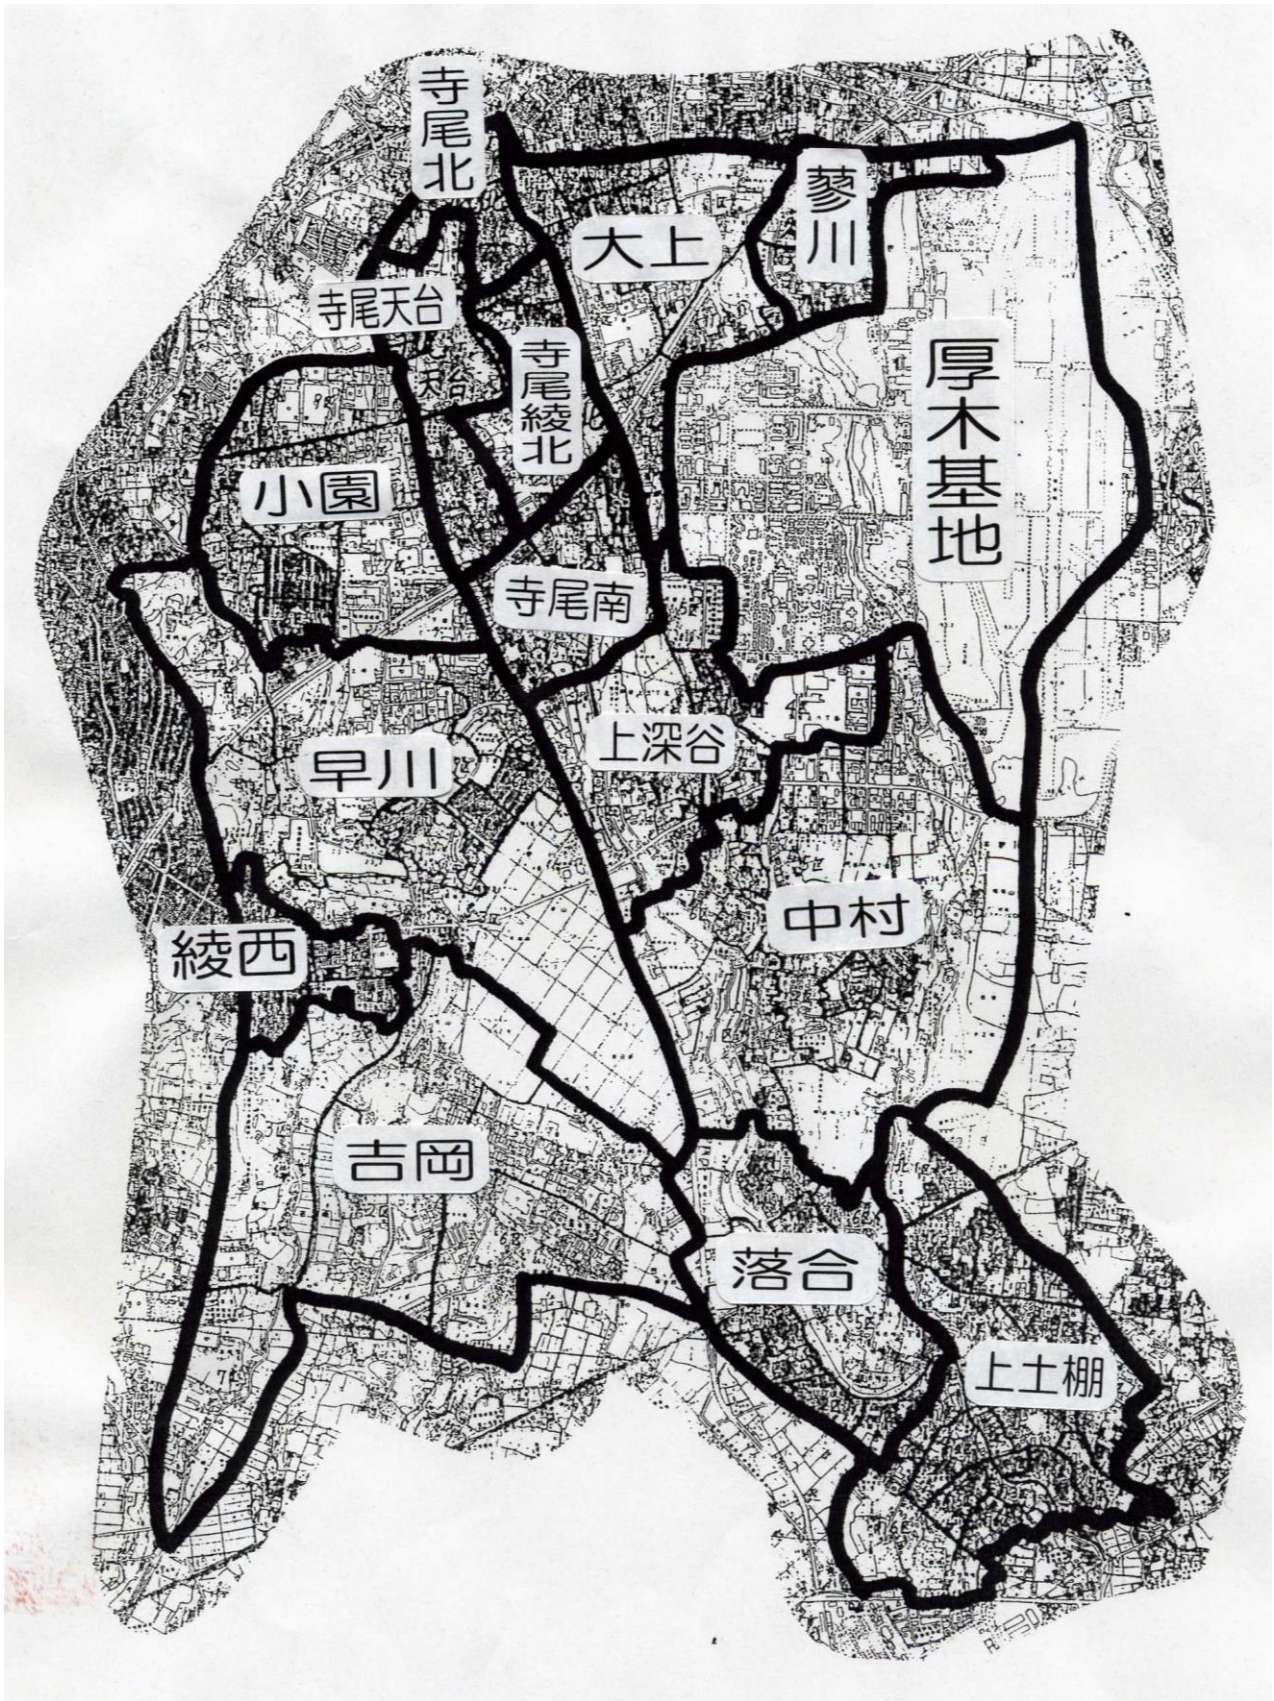 寺尾北
蓼川
大上
寺尾天台
寺尾綾北
厚木基地
天台
小園
寺尾南
上深谷
早川
中村
綾西
吉岡
落合
上土棚